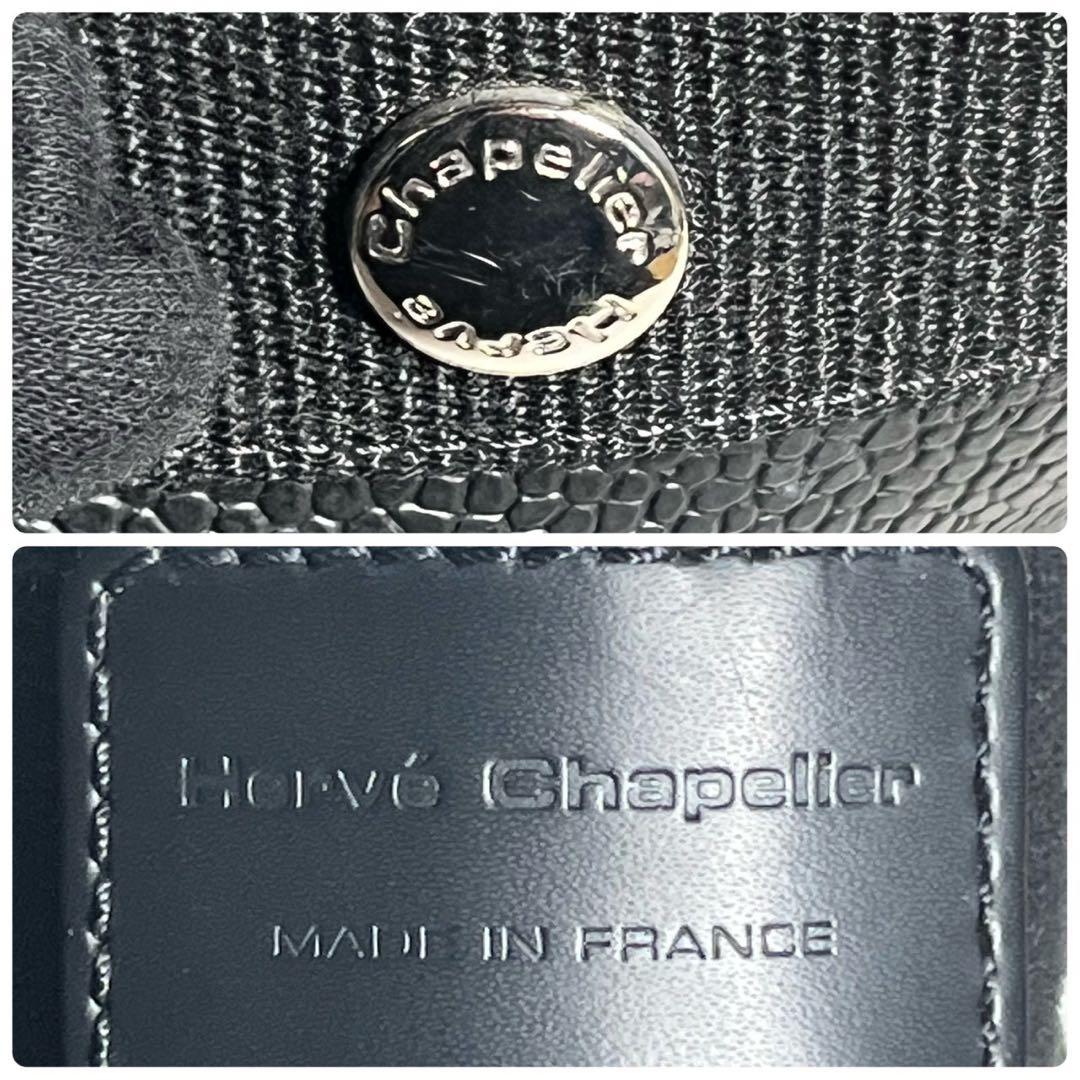 Chapelier
Hervé
Hervé Chapelier
MADE IN FRANCE